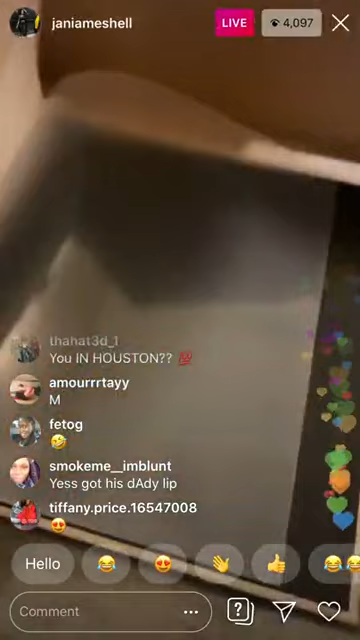 janiameshell
LIVE
4,097
thahat3d_1
You IN HOUSTON?? 💯
amourrrtayy
M
fetog
🤣
smokeme__imblunt
Yess got his dAdy lip
tiffany.price.16547008
😍
Hello 😂 😍 👋 👍 😂😂
Comment